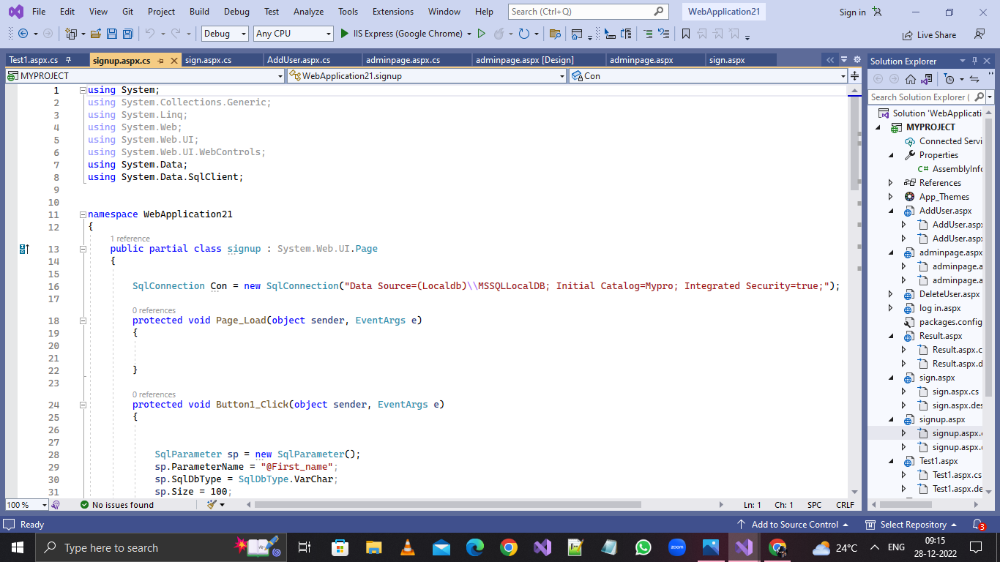 File Edit View Git Project Build Debug Test Analyze Tools Extensions Window Help Search (Ctrl+Q) WebApplication21 Sign in
Debug Any CPU IIS Express (Google Chrome) Live Share
Test1.aspx.cs signup.aspx.cs sign.aspx.cs AddUser.aspx.cs adminpage.aspx.cs adminpage.aspx [Design] adminpage.aspx sign.aspx
MYPROJECT WebApplication21.signup Con
1 using System;
2 using System.Collections.Generic;
3 using System.Linq;
4 using System.Web;
5 using System.Web.UI;
6 using System.Web.UI.WebControls;
7 using System.Data;
8 using System.Data.SqlClient;
9
10
11 namespace WebApplication21
12 {
1 reference
13 public partial class signup : System.Web.UI.Page
14 {
15
16 SqlConnection Con = new SqlConnection("Data Source=(Localdb)\\MSSQLLocalDB; Initial Catalog=Mypro; Integrated Security=true;");
17
0 references
18 protected void Page_Load(object sender, EventArgs e)
19 {
20
21
22 }
23
0 references
24 protected void Button1_Click(object sender, EventArgs e)
25 {
26
27
28 SqlParameter sp = new SqlParameter();
29 sp.ParameterName = "@First_name";
30 sp.SqlDbType = SqlDbType.VarChar;
31 sp.Size = 100;
100 % No issues found Ln: 1 Ch: 1 SPC CRLF
Solution Explorer
Search Solution Explorer (
Solution 'WebApplicati
MYPROJECT
Connected Servi
Properties
C# AssemblyInfo
References
App_Themes
AddUser.aspx
AddUser.aspx
AddUser.aspx
adminpage.aspx
adminpage.a
adminpage.a
DeleteUser.aspx
log in.aspx
packages.config
Result.aspx
Result.aspx.c
Result.aspx.d
sign.aspx
sign.aspx.cs
sign.aspx.des
signup.aspx
signup.aspx.
signup.aspx.
Test1.aspx
Test1.aspx.cs
Test1.aspx.de
Ready Add to Source Control Select Repository 3
Type here to search zoom 24°C ENG 09:15
28-12-2022